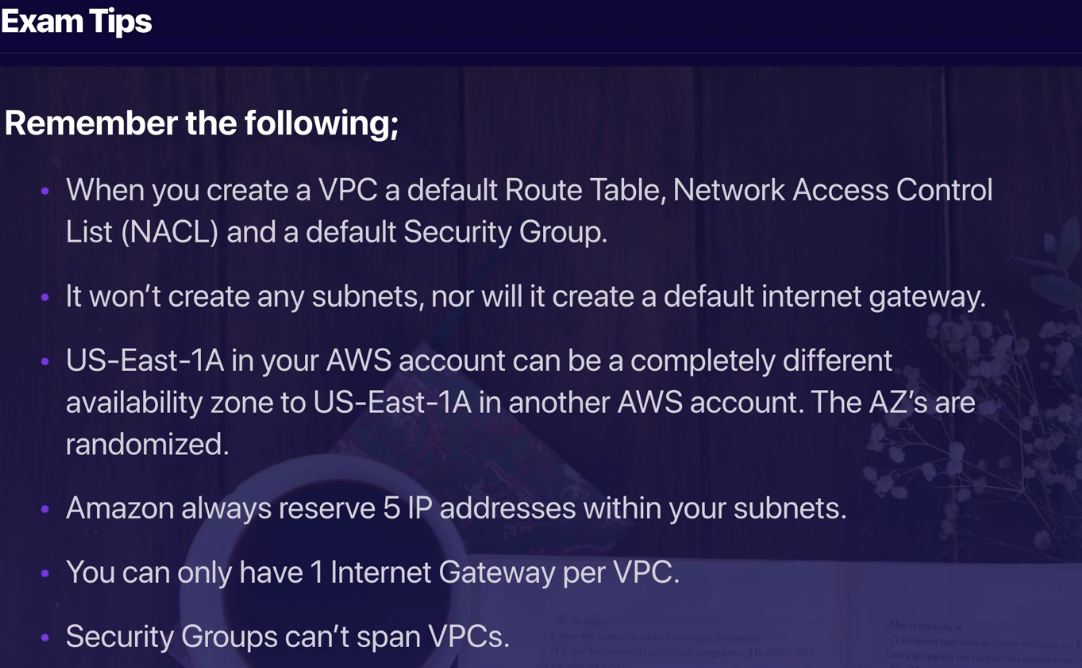 Exam Tips
Remember the following;
• When you create a VPC a default Route Table, Network Access Control
List (NACL) and a default Security Group.
• It won't create any subnets, nor will it create a default internet gateway.
• US-East-1A in your AWS account can be a completely different
availability zone to US-East-1A in another AWS account. The AZ's are
randomized.
• Amazon always reserve 5 IP addresses within your subnets.
• You can only have 1 Internet Gateway per VPC.
• Security Groups can't span VPCs.